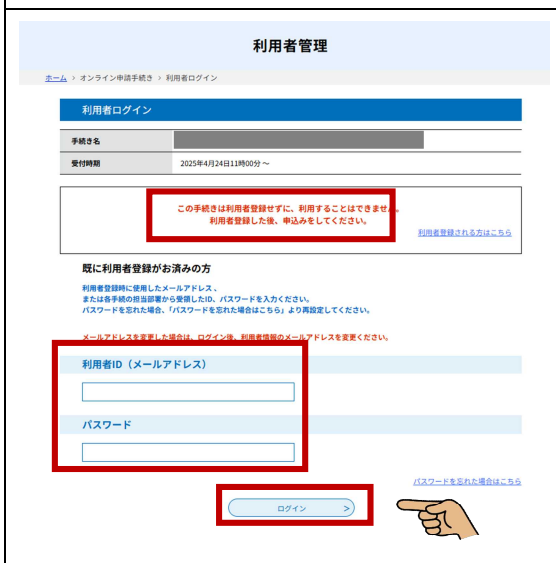 利用者管理
ホーム > オンライン申請手続き > 利用者ログイン
利用者ログイン
手続き名
受付時期 2025年4月24日11時00分 ～
この手続きは利用者登録せずに、利用することはできません。
利用者登録した後、申込みをしてください。
利用者登録される方はこちら
既に利用者登録がお済みの方
利用者登録時に使用したメールアドレス、
または各手続の担当部署から受領したID、パスワードを入力ください。
パスワードを忘れた場合、「パスワードを忘れた場合はこちら」より再設定してください。
メールアドレスを変更した場合は、ログイン後、利用者情報のメールアドレスを変更ください。
利用者ID（メールアドレス）
パスワード
パスワードを忘れた場合はこちら
ログイン >